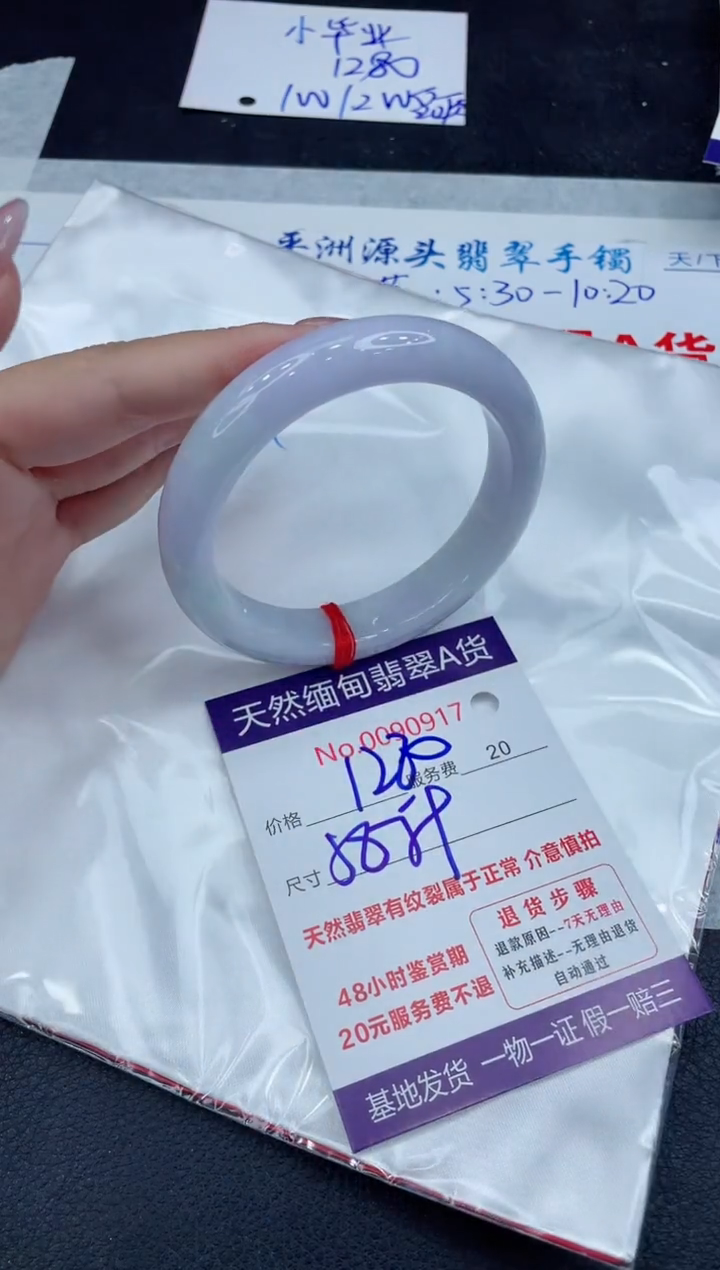 小毕业
1280
1W12W
平洲源头翡翠手镯
5:30-10:20
A货
天然缅甸翡翠A货
No.0090917
价格 1230 服务费 20
尺寸 58
天然翡翠有纹裂属于正常 介意慎拍
48小时鉴赏期
20元服务费不退
退货步骤
退款原因--7天无理由
补充描述--无理由退货
自动通过
基地发货 一物一证 假一赔三